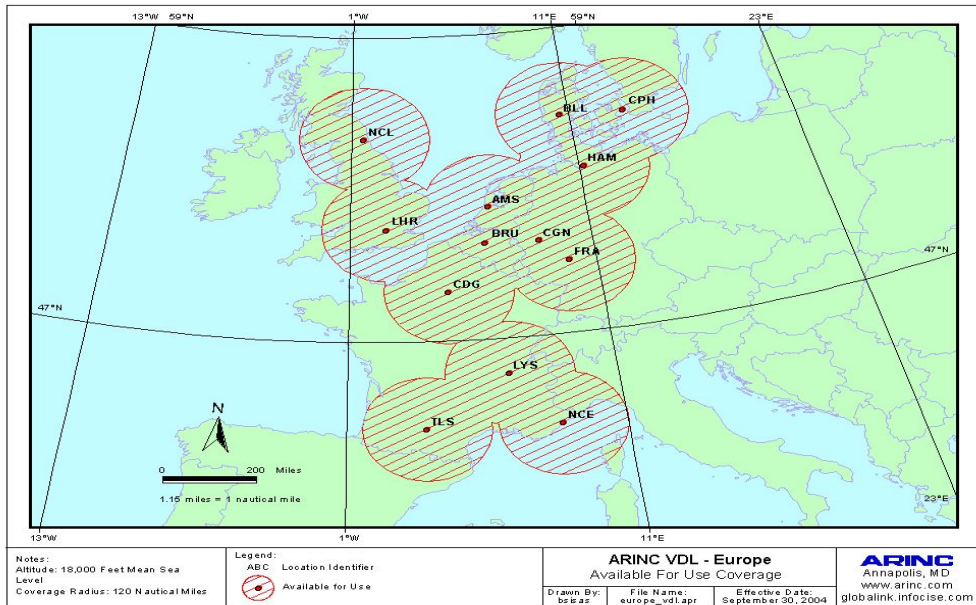 13°W 59°N 1°W 11°E 59°N 23°E
BLL CPH
NCL
HAM
AMS
LHR
BRU CGN
FRA
47°N
CDG
47°N
LYS
NCE
TLS
N
0 200 Miles
1.15 miles = 1 nautical mile
23°E
13°W 1°W 11°E
Notes:
Altitude: 18,000 Feet Mean Sea
Level
Coverage Radius: 120 Nautical Miles
Legend:
ABC Location Identifier
Available for Use
ARINC VDL - Europe
Available For Use Coverage
Drawn By:
bsisas
File Name:
europe_vdl.apr
Effective Date:
September 30, 2004
ARINC
Annapolis, MD
www.arinc.com
globalink.infocise.com